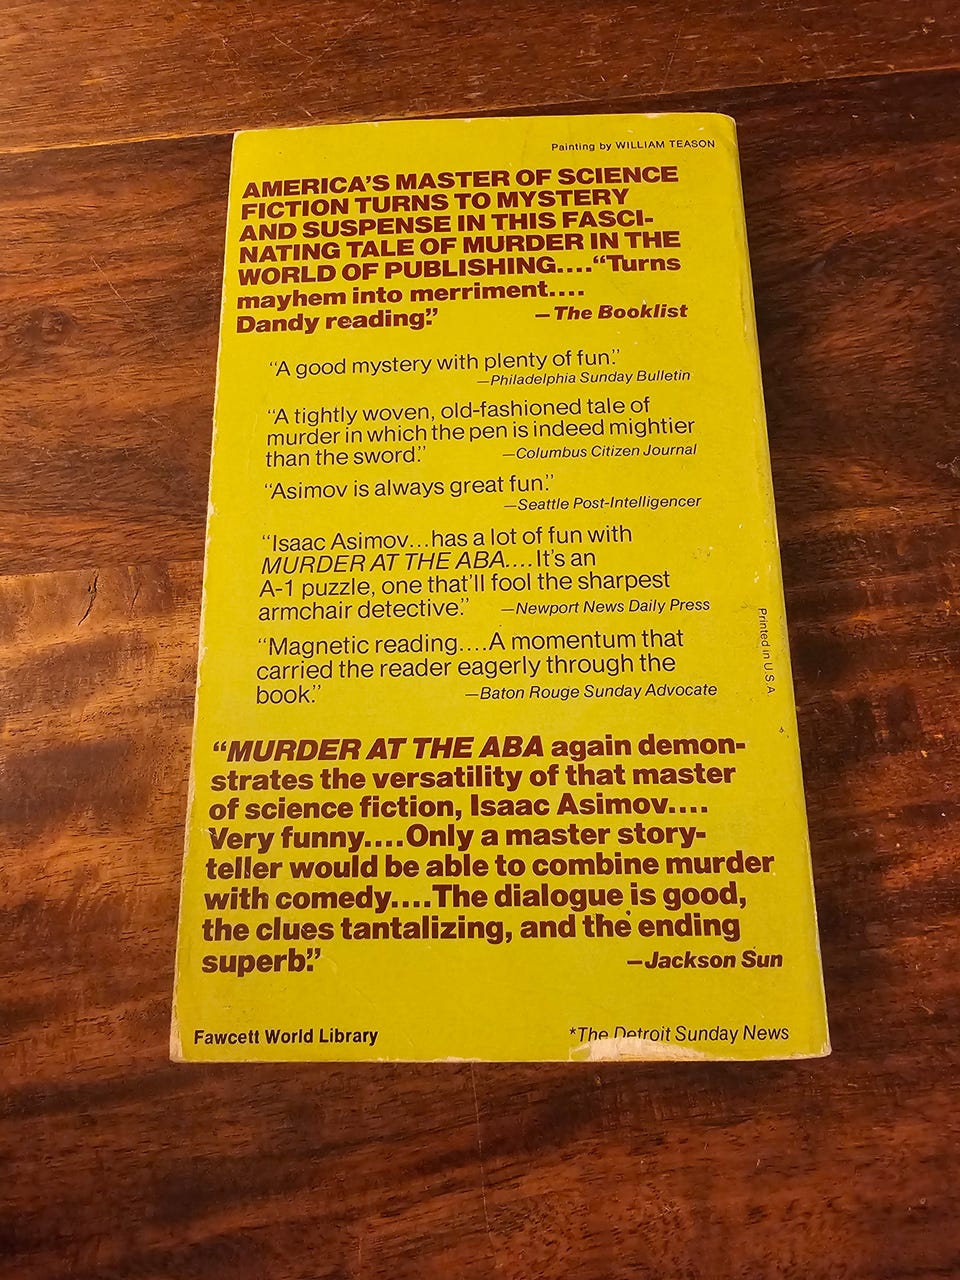 Painting by WILLIAM TEASON
AMERICA'S MASTER OF SCIENCE
FICTION TURNS TO MYSTERY
AND SUSPENSE IN THIS FASCI-
NATING TALE OF MURDER IN THE
WORLD OF PUBLISHING...."Turns
mayhem into merriment....
Dandy reading." —The Booklist
"A good mystery with plenty of fun."
—Philadelphia Sunday Bulletin
"A tightly woven, old-fashioned tale of
murder in which the pen is indeed mightier
than the sword." —Columbus Citizen Journal
"Asimov is always great fun."
—Seattle Post-Intelligencer
"Isaac Asimov...has a lot of fun with
MURDER AT THE ABA....It's an
A-1 puzzle, one that'll fool the sharpest
armchair detective." —Newport News Daily Press
"Magnetic reading....A momentum that
carried the reader eagerly through the
book." —Baton Rouge Sunday Advocate
Printed in U.S.A.
"MURDER AT THE ABA again demon-
strates the versatility of that master
of science fiction, Isaac Asimov....
Very funny....Only a master story-
teller would be able to combine murder
with comedy....The dialogue is good,
the clues tantalizing, and the ending
superb." —Jackson Sun
Fawcett World Library *The Detroit Sunday News